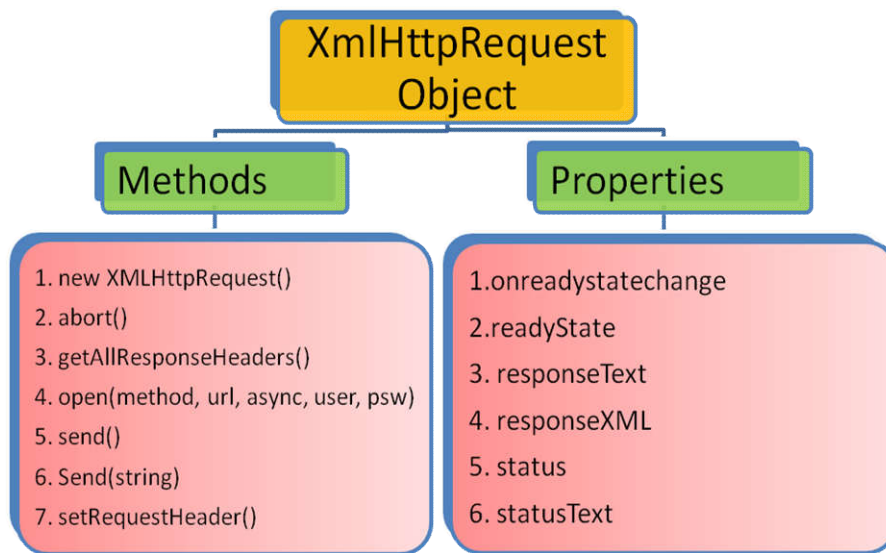 XmlHttpRequest
Object
Methods
1. new XMLHttpRequest()
2. abort()
3. getAllResponseHeaders()
4. open(method, url, async, user, psw)
5. send()
6. Send(string)
7. setRequestHeader()
Properties
1.onreadystatechange
2.readyState
3. responseText
4. responseXML
5. status
6. statusText